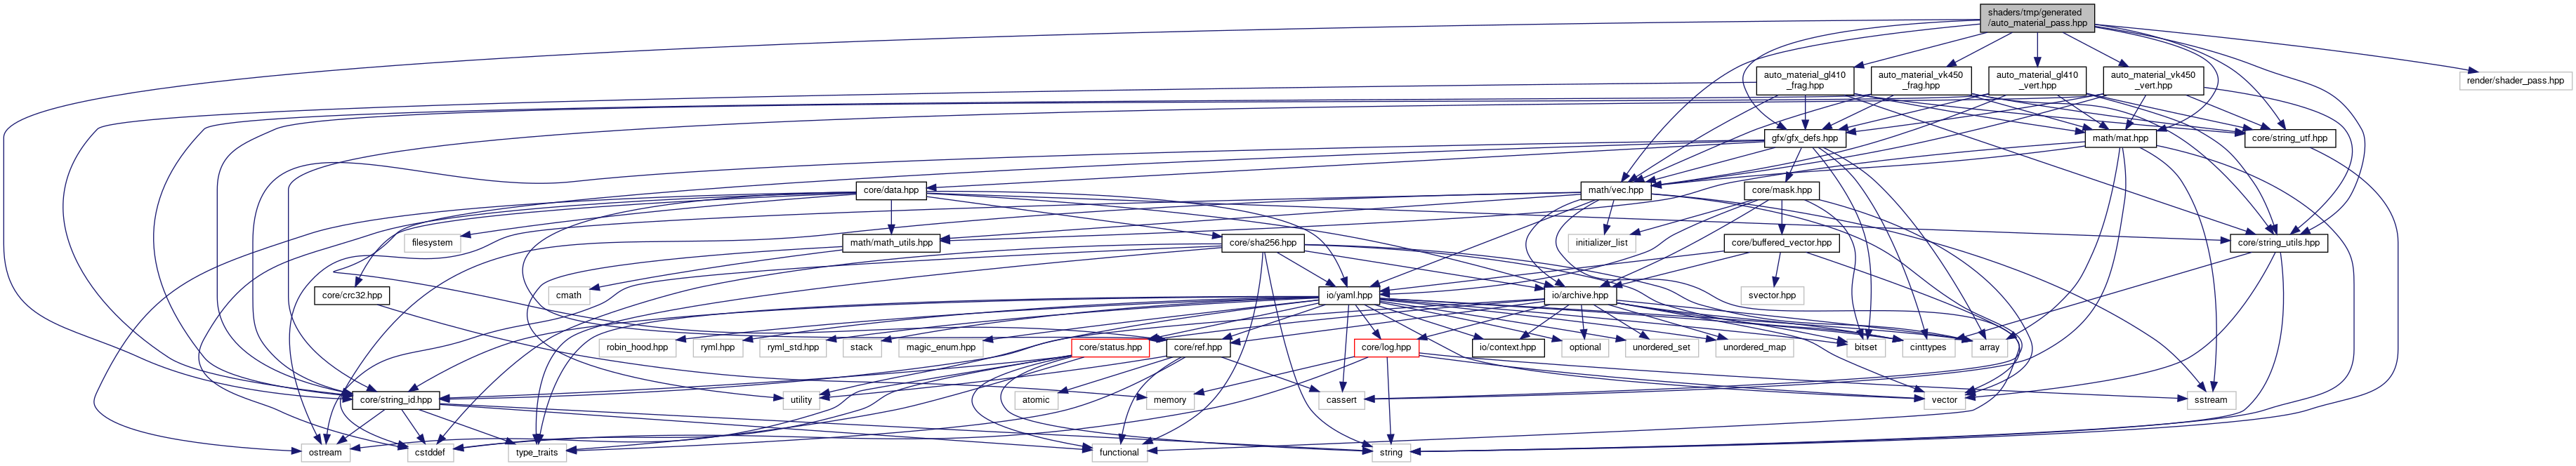 shaders/tmp/generated
/auto_material_pass.hpp
auto_material_gl410
_frag.hpp
auto_material_vk450
_frag.hpp
auto_material_gl410
_vert.hpp
auto_material_vk450
_vert.hpp
render/shader_pass.hpp
gfx/gfx_defs.hpp
math/mat.hpp
core/string_utf.hpp
core/data.hpp
math/vec.hpp
core/mask.hpp
filesystem
math/math_utils.hpp
core/sha256.hpp
initializer_list
core/buffered_vector.hpp
core/string_utils.hpp
core/crc32.hpp
cmath
io/yaml.hpp
io/archive.hpp
svector.hpp
robin_hood.hpp
ryml.hpp
ryml_std.hpp
stack
magic_enum.hpp
core/status.hpp
core/ref.hpp
core/log.hpp
io/context.hpp
optional
unordered_set
unordered_map
bitset
cinttypes
array
core/string_id.hpp
utility
atomic
memory
cassert
vector
sstream
ostream
cstddef
type_traits
functional
string